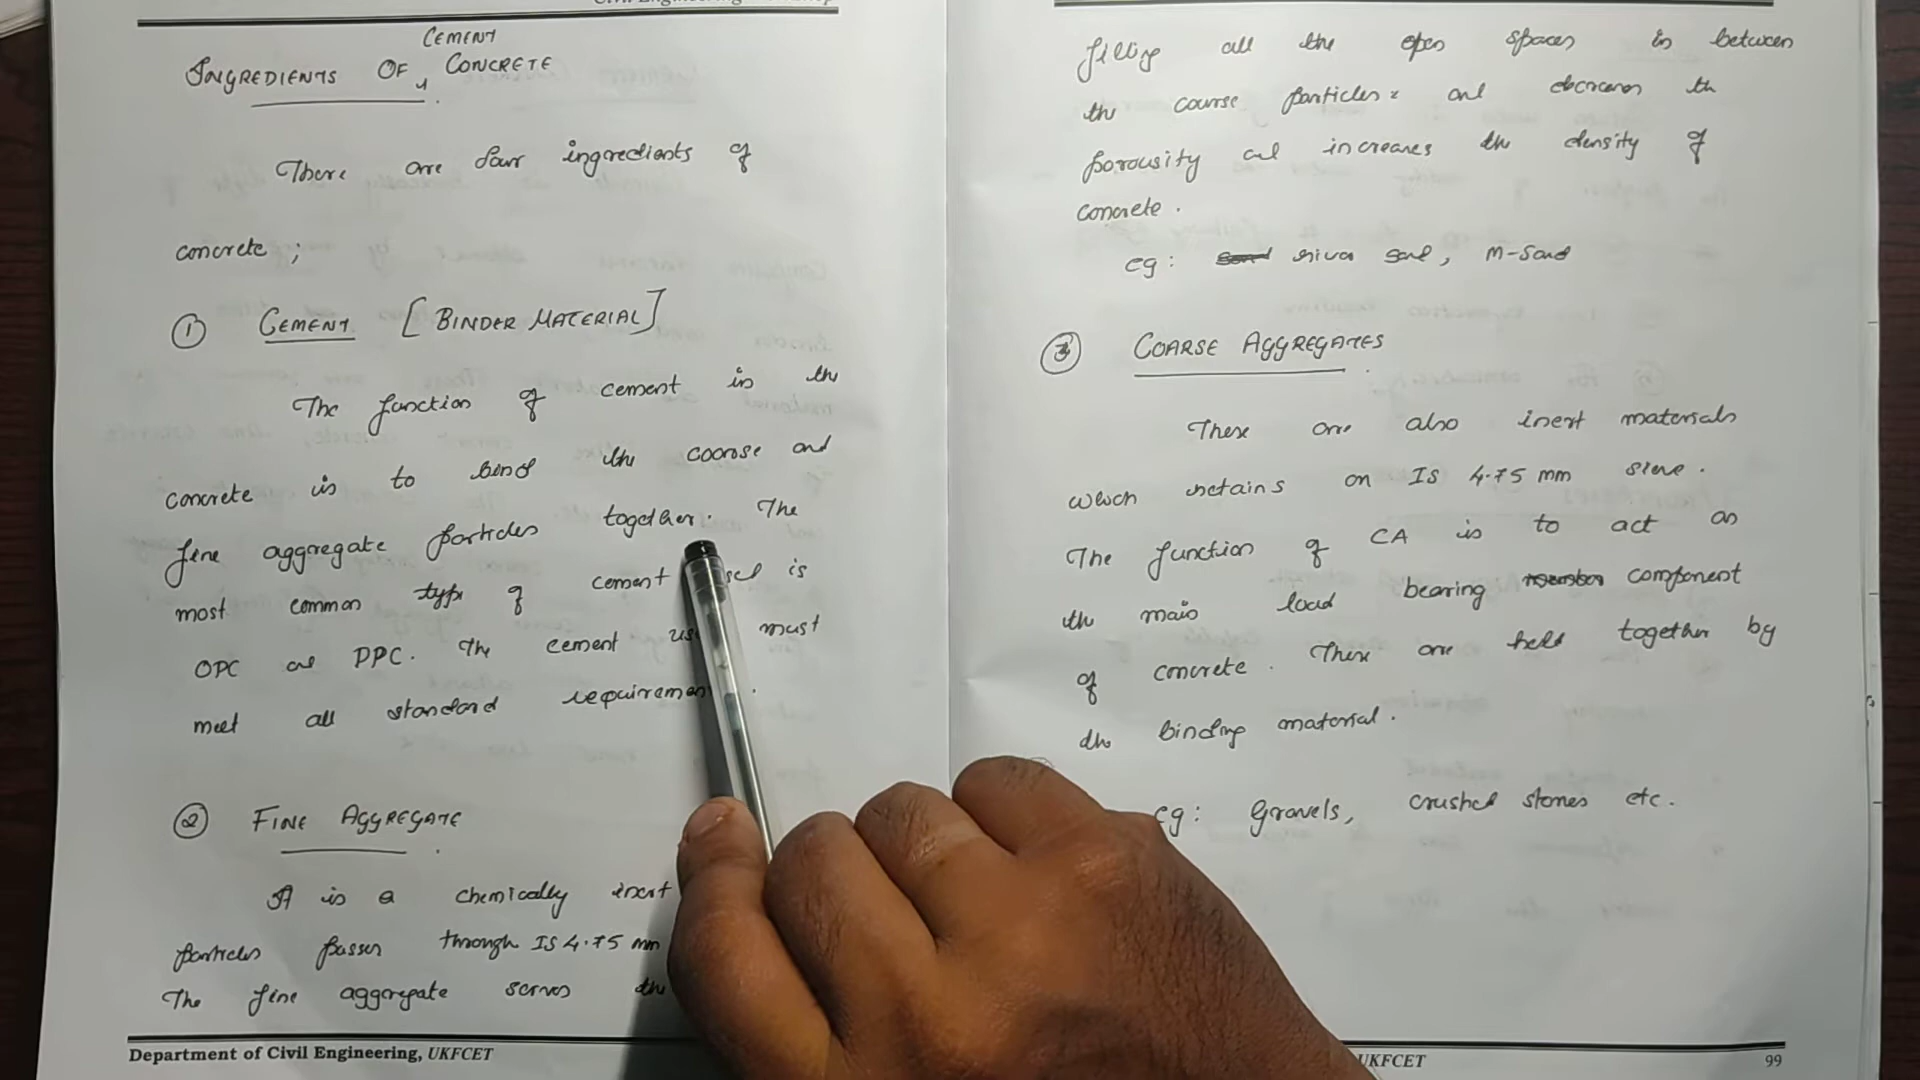 CEMENT
INGREDIENTS OF CONCRETE
There are four ingredients of
concrete ;
① CEMENT [BINDER MATERIAL]
The function of cement in the
concrete is to bind the coarse and
fine aggregate particles together. The
most common type of cement is
OPC and PPC. The cement must
meet all standard
② FINE AGGREGATE
It is a chemically inert
particles passes through IS 4.75 mm
The fine aggregate serves the
Department of Civil Engineering, UKFCET
filling all the open spaces in between
the course particles and decreases the
porosity and increases the density of
concrete.
eg: river sand, M-Sand
③ COARSE AGGREGATES
These are also inert materials
which retains on IS 4.75 mm sieve.
The function of CA is to act as
the main load bearing component
of concrete. These are held together by
the binding material.
eg: Gravels, crushed stones etc.
UKFCET 99